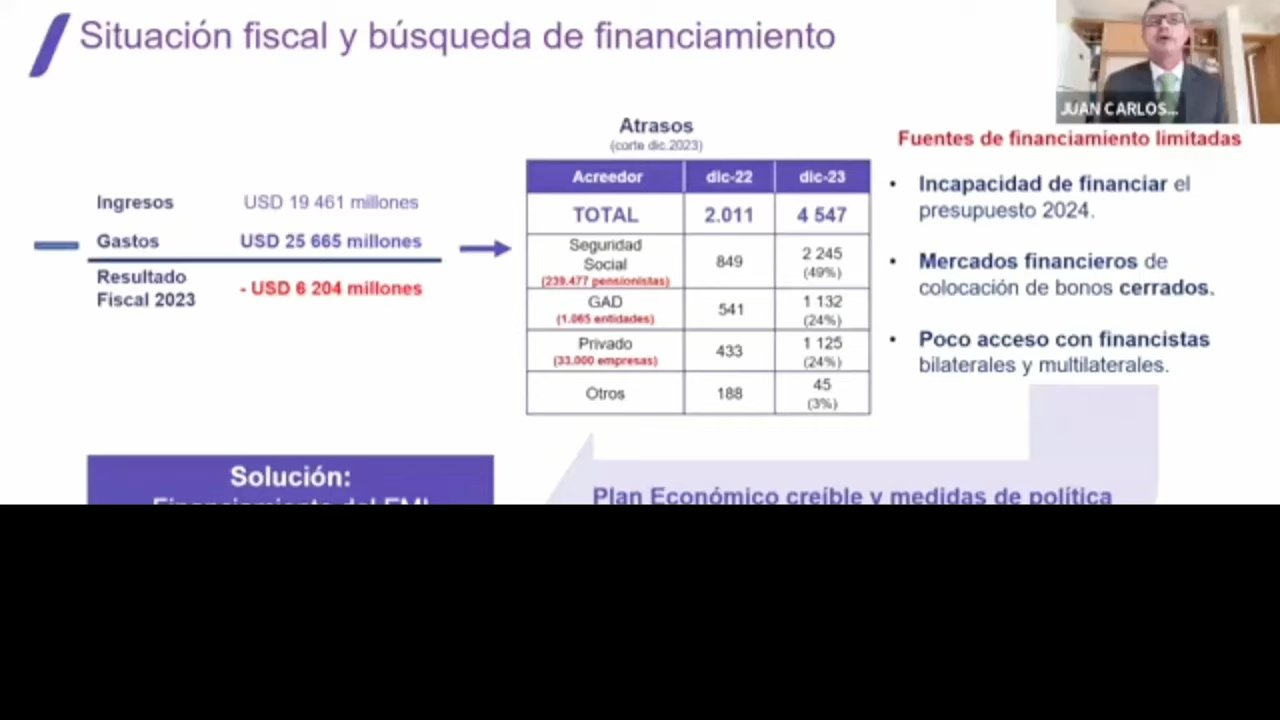 Situación fiscal y búsqueda de financiamiento
JUAN CARLOS...
Ingresos USD 19 461 millones
Gastos USD 25 665 millones
Resultado
Fiscal 2023
- USD 6 204 millones
Atrasos
(corte dic.2023)
Acreedor dic-22 dic-23
TOTAL 2.011 4 547
Seguridad
Social
(239.477 pensionistas)
849
2 245
(49%)
GAD
(1.065 entidades)
541
1 132
(24%)
Privado
(33.000 empresas)
433
1 125
(24%)
Otros
188
45
(3%)
Fuentes de financiamiento limitadas
• Incapacidad de financiar el
presupuesto 2024.
• Mercados financieros de
colocación de bonos cerrados.
• Poco acceso con financistas
bilaterales y multilaterales.
Solución:
Financiamiento del FMI
Plan Económico creíble y medidas de política